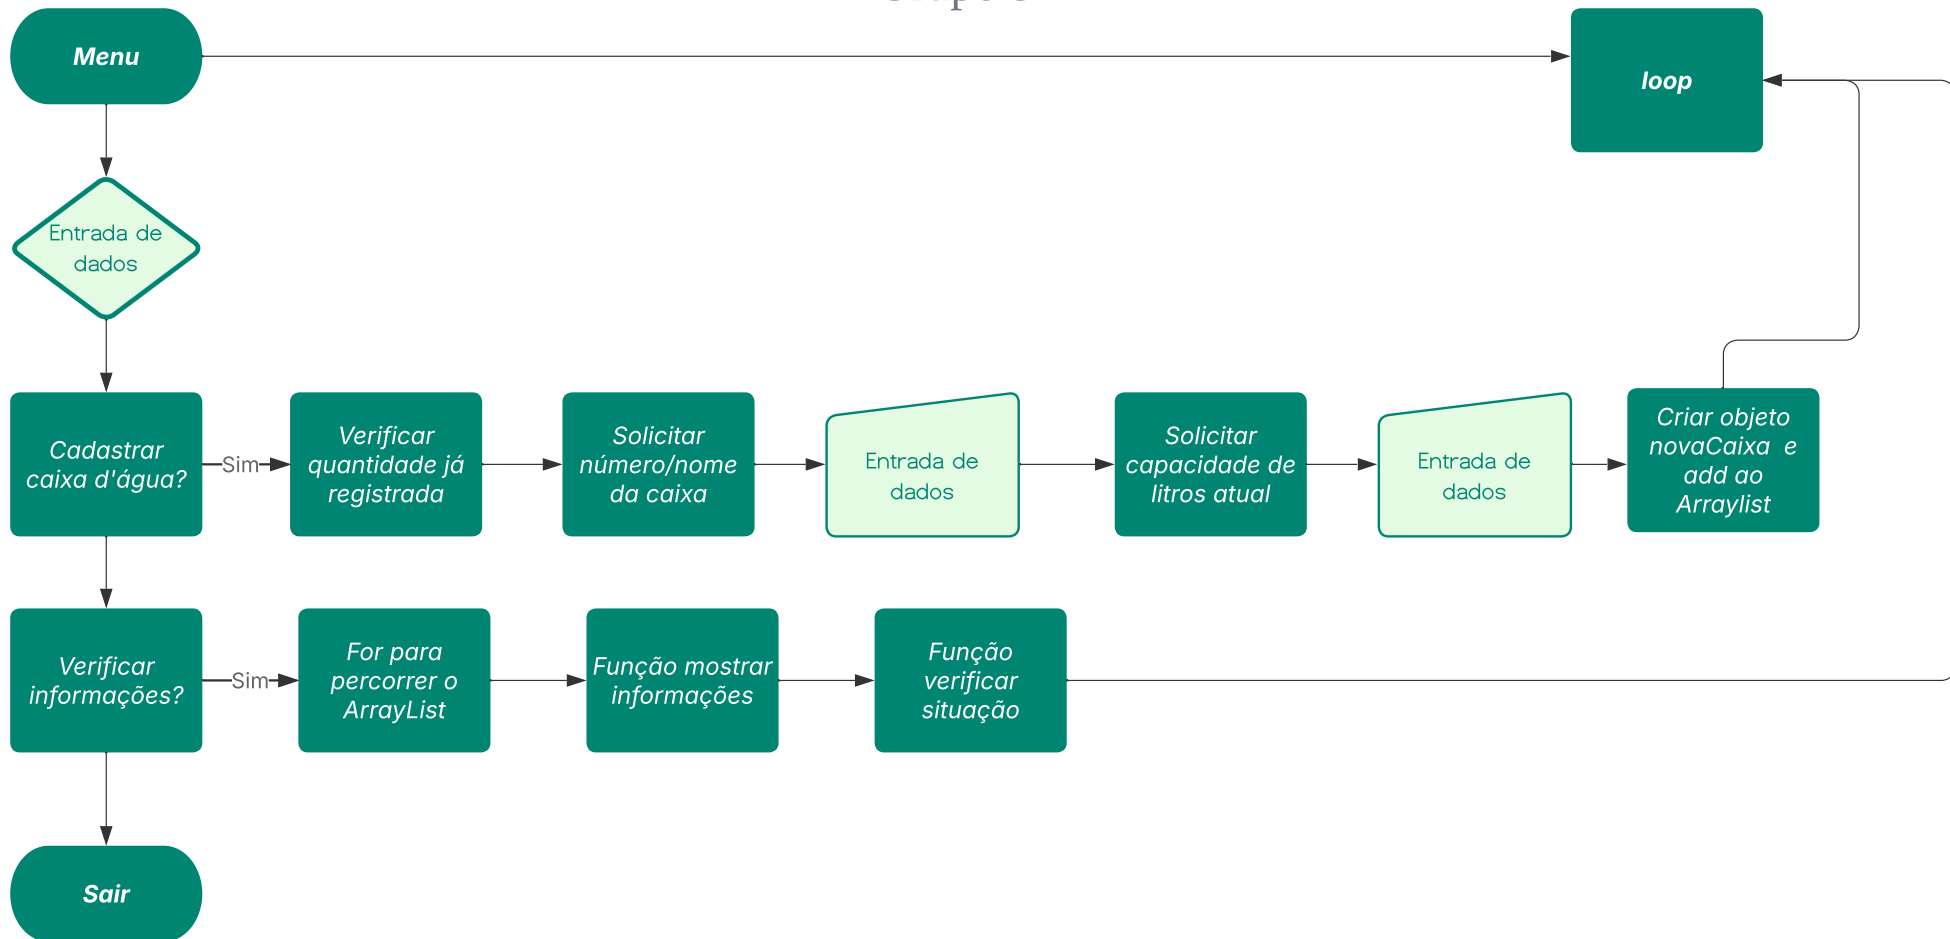 Menu
loop
Entrada de
dados
Cadastrar
caixa d'água?
Sim
Verificar
quantidade já
registrada
Solicitar
número/nome
da caixa
Entrada de
dados
Solicitar
capacidade de
litros atual
Entrada de
dados
Criar objeto
novaCaixa e
add ao
Arraylist
Verificar
informações?
Sim
For para
percorrer o
ArrayList
Função mostrar
informações
Função
verificar
situação
Sair